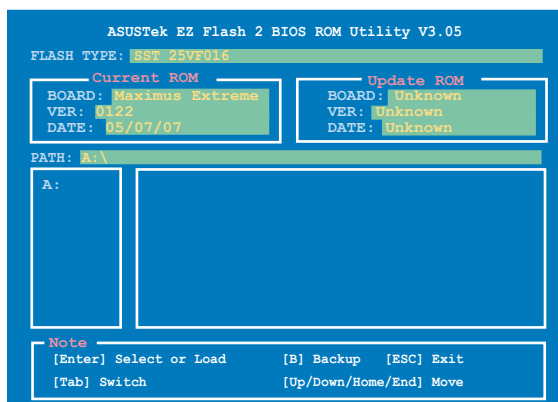 ASUSTek EZ Flash 2 BIOS ROM Utility V3.05
FLASH TYPE: SST 25VF016
Current ROM
BOARD: Maximus Extreme
VER: 0122
DATE: 05/07/07
Update ROM
BOARD: Unknown
VER: Unknown
DATE: Unknown
PATH: A:\
A:
Note
[Enter] Select or Load [B] Backup [ESC] Exit
[Tab] Switch [Up/Down/Home/End] Move